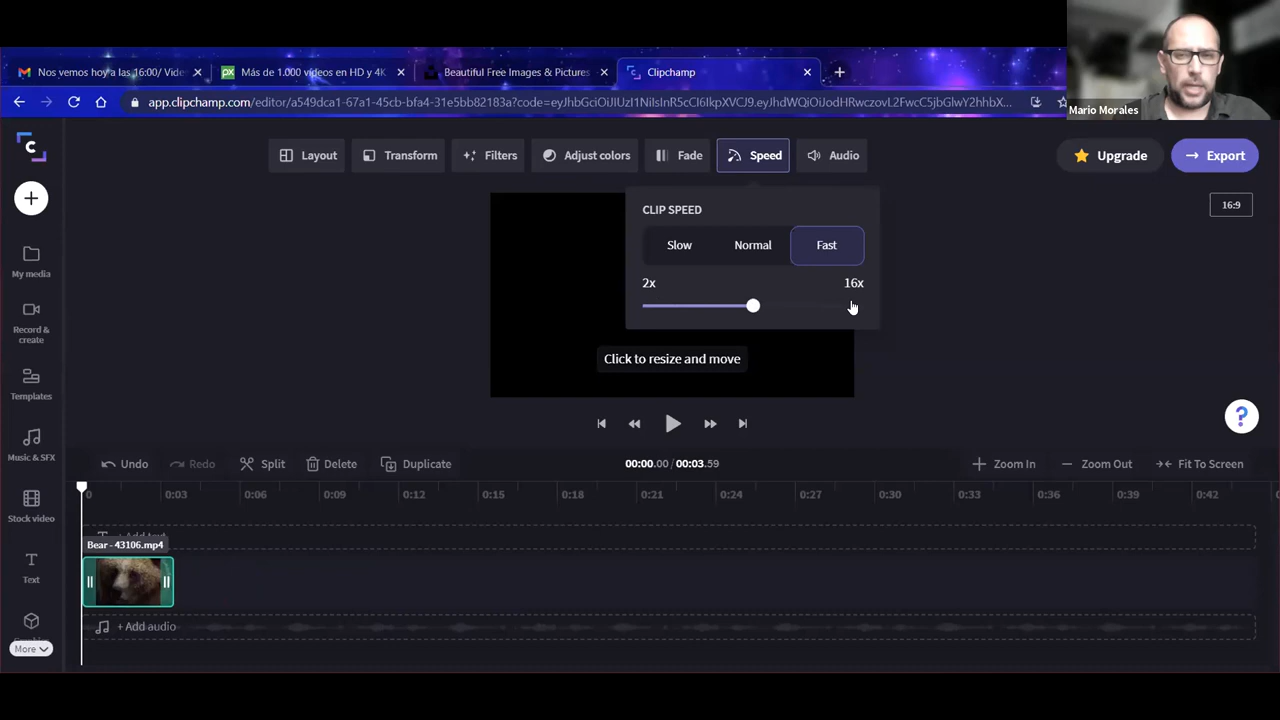 Nos vemos hoy a las 16:00/ Vide
Más de 1.000 vídeos en HD y 4K
Beautiful Free Images & Pictures
Clipchamp
app.clipchamp.com/editor/a549dca1-67a1-45cb-bfa4-31e5bb82183a?code=eyJhbGciOiJIUzI1NiIsInR5cCI6IkpXVCJ9.eyJhdWQiOiJodHRwczovL2FwcC5jbGlwY2hhbX...
Mario Morales
Layout
Transform
Filters
Adjust colors
Fade
Speed
Audio
Upgrade
Export
16:9
CLIP SPEED
Slow
Normal
Fast
2x
16x
Click to resize and move
My media
Record & create
Templates
Music & SFX
Stock video
Text
More
Undo
Redo
Split
Delete
Duplicate
00:00.00 / 00:03.59
Zoom In
Zoom Out
Fit To Screen
0 0:03 0:06 0:09 0:12 0:15 0:18 0:21 0:24 0:27 0:30 0:33 0:36 0:39 0:42
+ Add text
Bear - 43106.mp4
+ Add audio